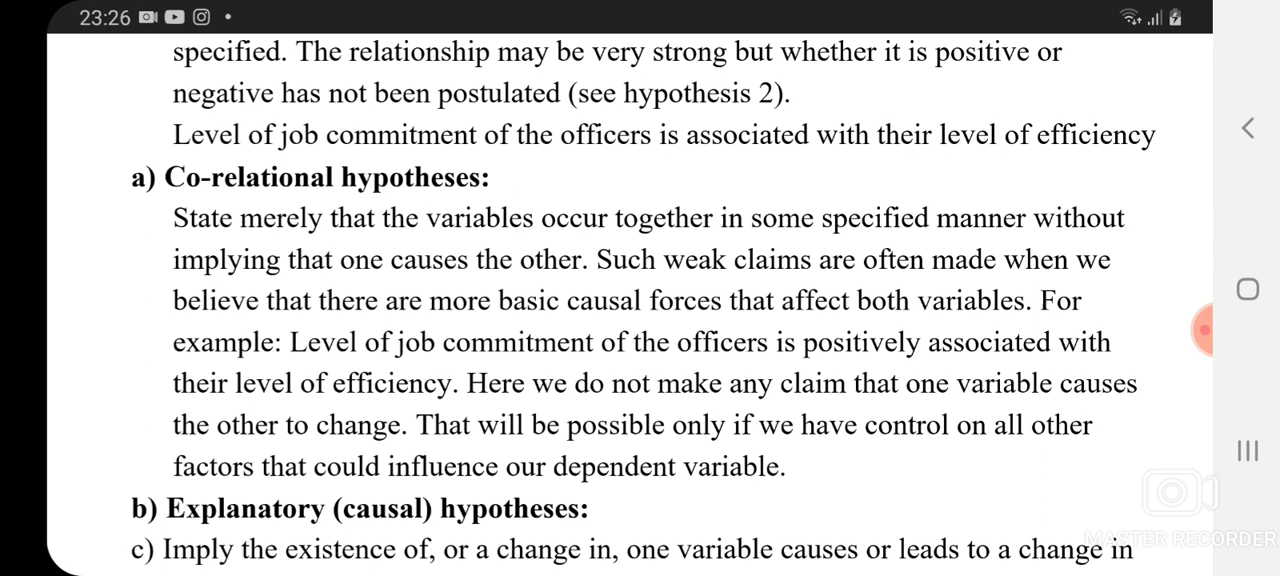 23:26
specified. The relationship may be very strong but whether it is positive or
negative has not been postulated (see hypothesis 2).
Level of job commitment of the officers is associated with their level of efficiency
a) Co-relational hypotheses:
State merely that the variables occur together in some specified manner without
implying that one causes the other. Such weak claims are often made when we
believe that there are more basic causal forces that affect both variables. For
example: Level of job commitment of the officers is positively associated with
their level of efficiency. Here we do not make any claim that one variable causes
the other to change. That will be possible only if we have control on all other
factors that could influence our dependent variable.
b) Explanatory (causal) hypotheses:
c) Imply the existence of, or a change in, one variable causes or leads to a change in
MASTER RECORDER